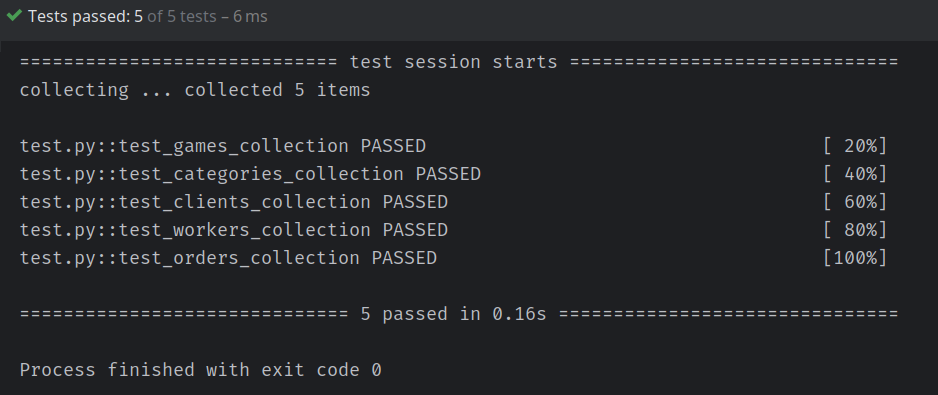 Tests passed: 5 of 5 tests – 6 ms
============================= test session starts ==============================
collecting ... collected 5 items
test.py::test_games_collection PASSED [ 20%]
test.py::test_categories_collection PASSED [ 40%]
test.py::test_clients_collection PASSED [ 60%]
test.py::test_workers_collection PASSED [ 80%]
test.py::test_orders_collection PASSED [100%]
============================== 5 passed in 0.16s ===============================
Process finished with exit code 0